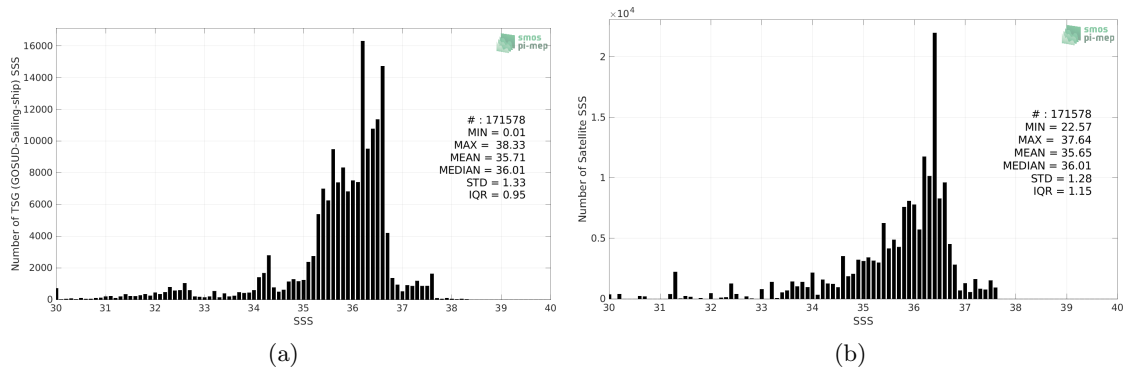 smos
pi-mep
16000
14000
12000
10000
8000
6000
4000
2000
0
Number of TSG (GOSUD-Sailing-ship) SSS
# : 171578
MIN = 0.01
MAX = 38.33
MEAN = 35.71
MEDIAN = 36.01
STD = 1.33
IQR = 0.95
30 31 32 33 34 35 36 37 38 39 40
SSS
(a)
×10⁴
smos
pi-mep
2
1.5
1
0.5
0
Number of Satellite SSS
# : 171578
MIN = 22.57
MAX = 37.64
MEAN = 35.65
MEDIAN = 36.01
STD = 1.28
IQR = 1.15
30 31 32 33 34 35 36 37 38 39 40
SSS
(b)